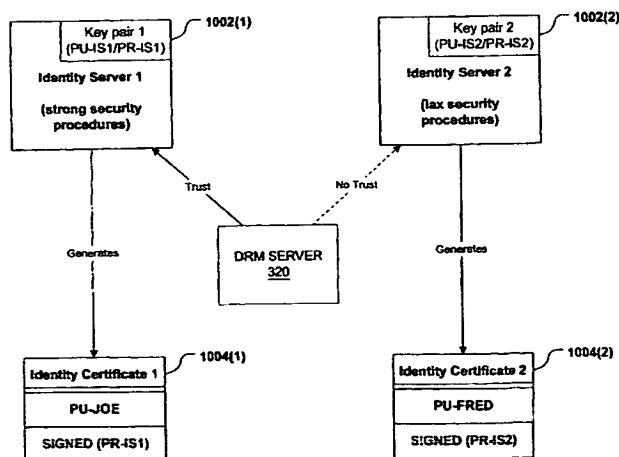 Key pair 1
(PU-IS1/PR-IS1)
1002(1)
Identity Server 1
(strong security
procedures)
Key pair 2
(PU-IS2/PR-IS2)
1002(2)
Identity Server 2
(lax security
procedures)
Trust
No Trust
DRM SERVER
320
Generates
Generates
1004(1)
Identity Certificate 1
PU-JOE
SIGNED (PR-IS1)
1004(2)
Identity Certificate 2
PU-FRED
SIGNED (PR-IS2)